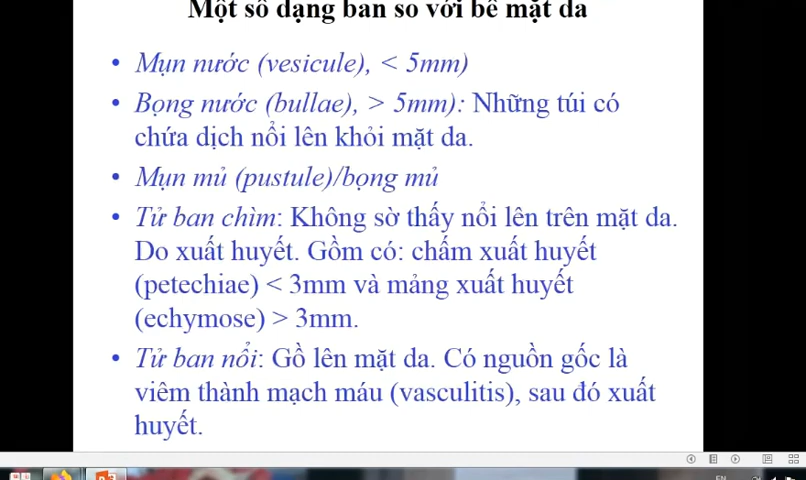 Một số dạng ban so với bề mặt da
• Mụn nước (vesicule), < 5mm)
• Bọng nước (bullae), > 5mm): Những túi có
chứa dịch nổi lên khỏi mặt da.
• Mụn mủ (pustule)/bọng mủ
• Tử ban chìm: Không sờ thấy nổi lên trên mặt da.
Do xuất huyết. Gồm có: chấm xuất huyết
(petechiae) < 3mm và mảng xuất huyết
(echymose) > 3mm.
• Tử ban nổi: Gồ lên mặt da. Có nguồn gốc là
viêm thành mạch máu (vasculitis), sau đó xuất
huyết.